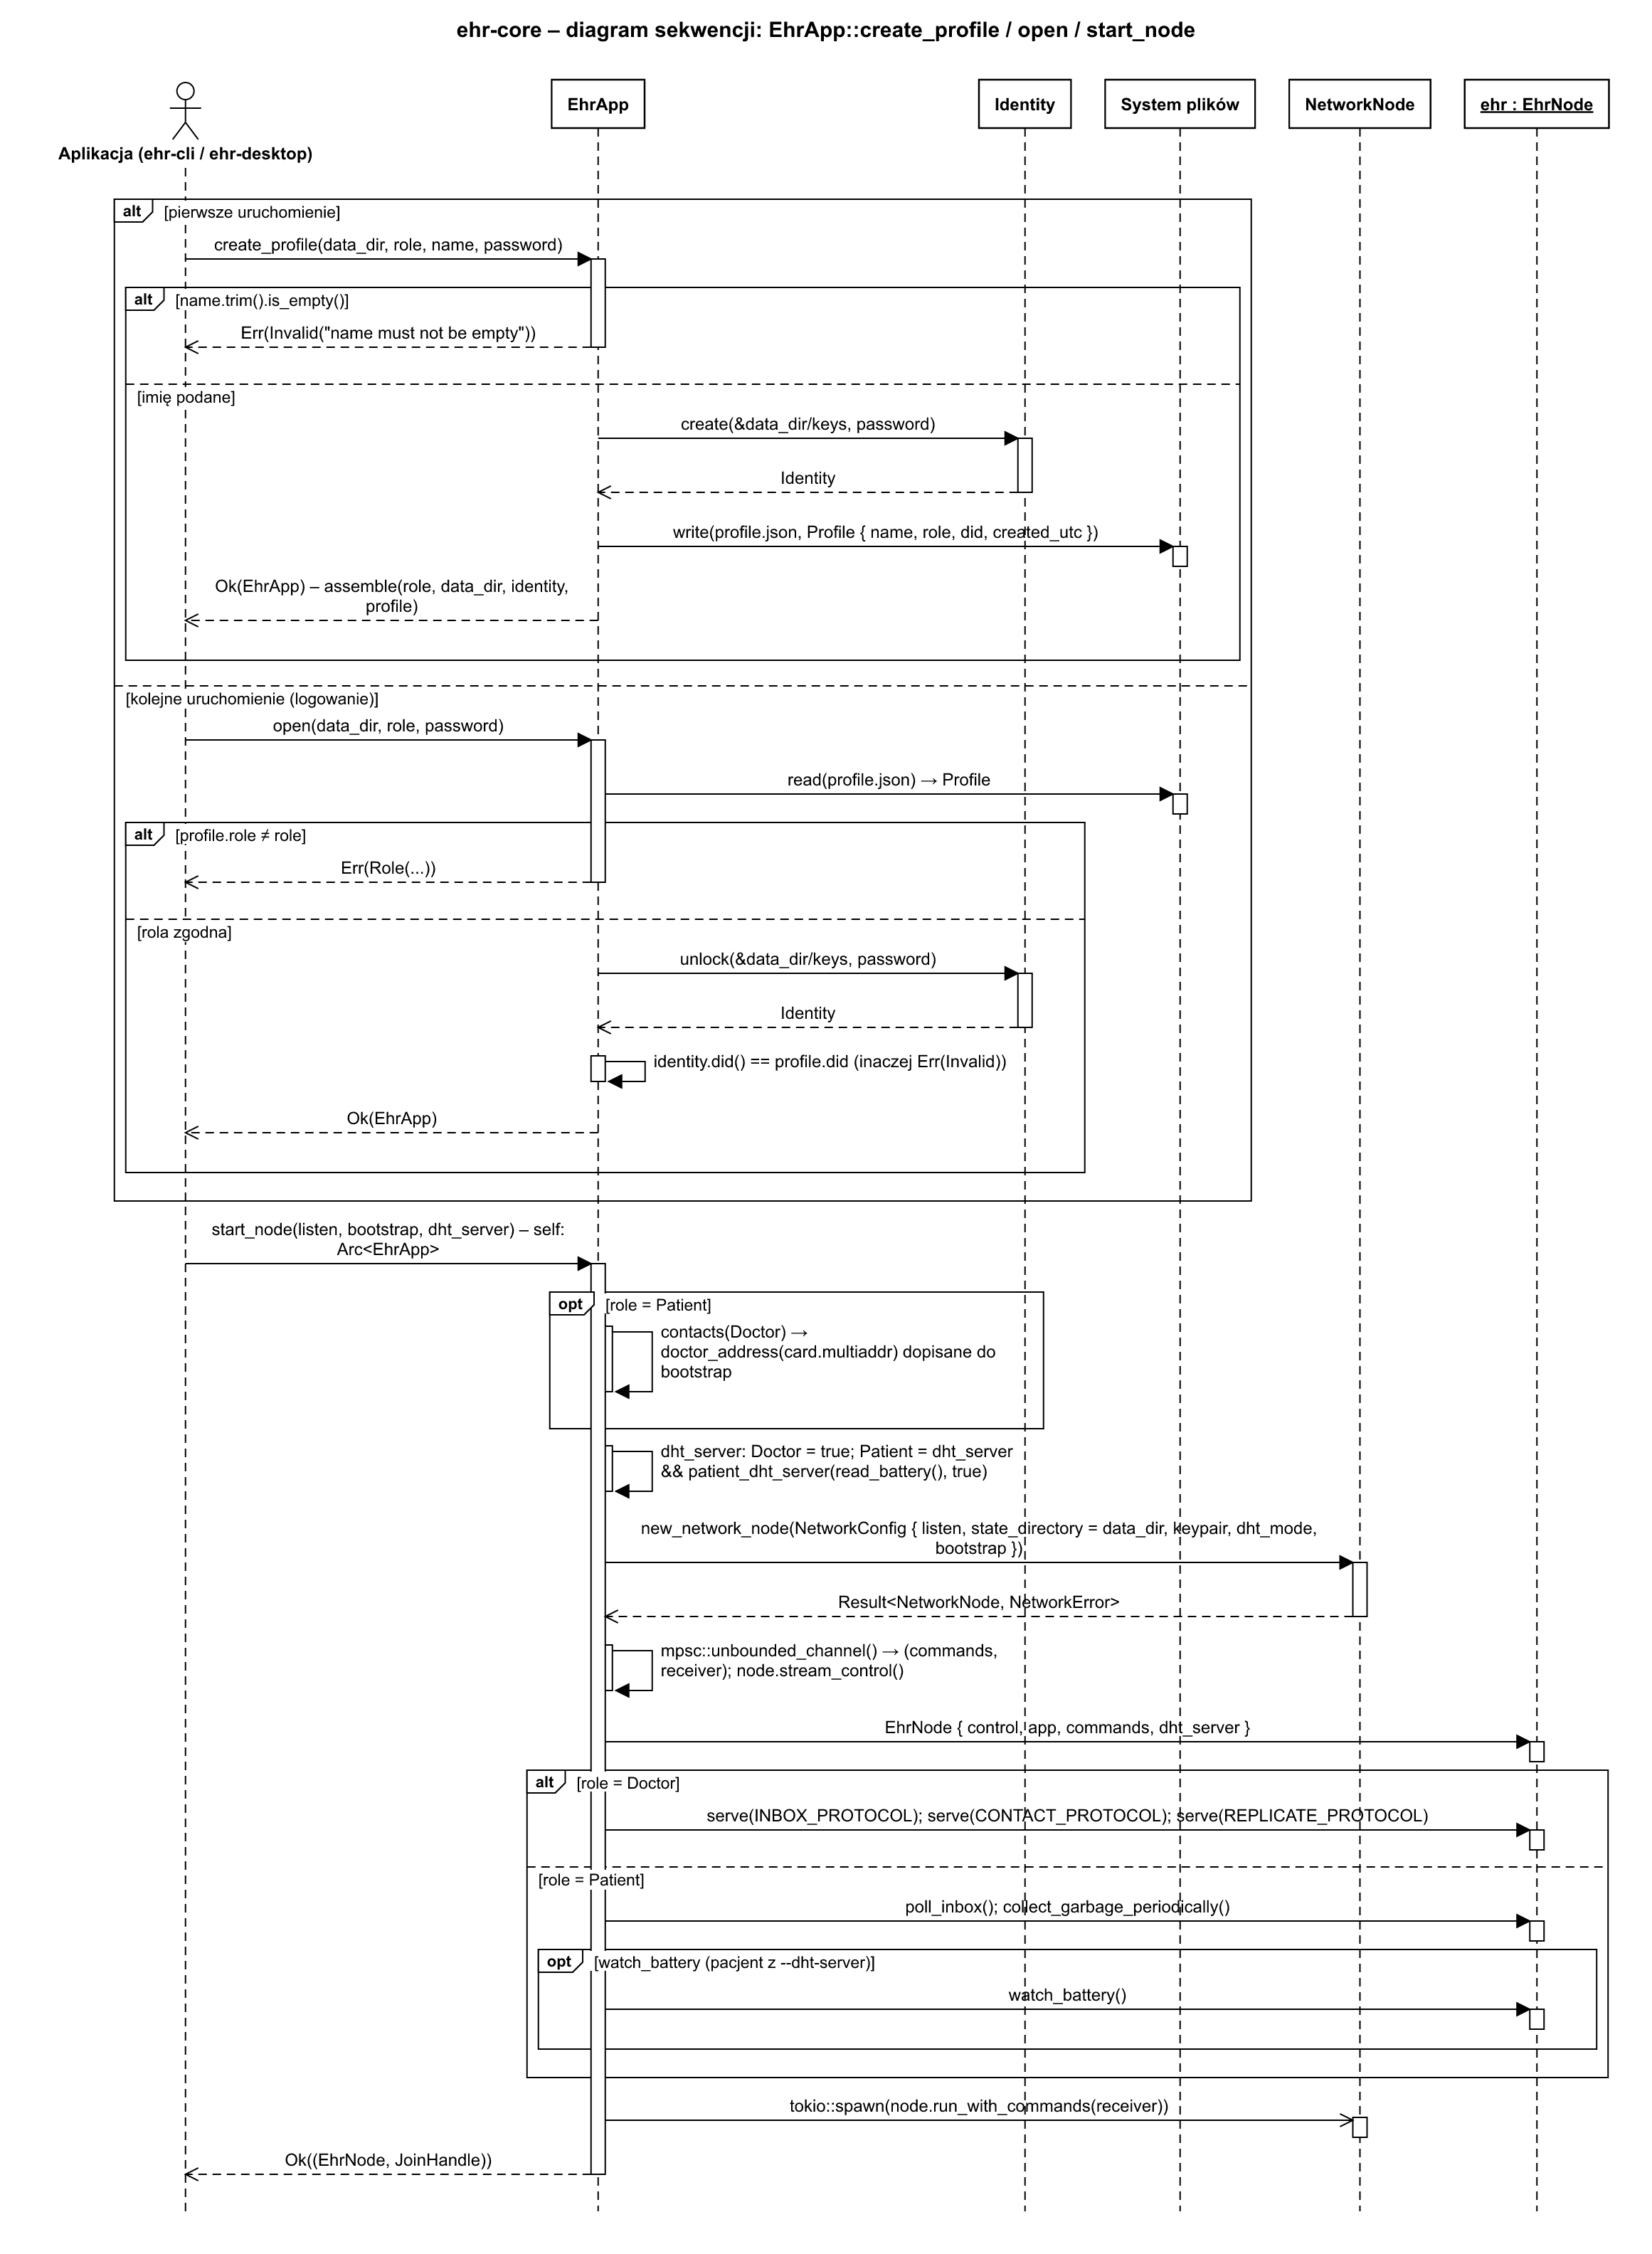 ehr-core – diagram sekwencji: EhrApp::create_profile / open / start_node
Aplikacja (ehr-cli / ehr-desktop)
EhrApp
Identity
System plików
NetworkNode
ehr : EhrNode
alt
[pierwsze uruchomienie]
create_profile(data_dir, role, name, password)
alt
[name.trim().is_empty()]
Err(Invalid("name must not be empty"))
[imię podane]
create(&data_dir/keys, password)
Identity
write(profile.json, Profile { name, role, did, created_utc })
Ok(EhrApp) – assemble(role, data_dir, identity,
profile)
[kolejne uruchomienie (logowanie)]
open(data_dir, role, password)
read(profile.json) → Profile
alt
[profile.role ≠ role]
Err(Role(...))
[rola zgodna]
unlock(&data_dir/keys, password)
Identity
identity.did() == profile.did (inaczej Err(Invalid))
Ok(EhrApp)
start_node(listen, bootstrap, dht_server) – self:
Arc<EhrApp>
opt
[role = Patient]
contacts(Doctor) →
doctor_address(card.multiaddr) dopisane do
bootstrap
dht_server: Doctor = true; Patient = dht_server
&& patient_dht_server(read_battery(), true)
new_network_node(NetworkConfig { listen, state_directory = data_dir, keypair, dht_mode,
bootstrap })
Result<NetworkNode, NetworkError>
mpsc::unbounded_channel() → (commands,
receiver); node.stream_control()
EhrNode { control, app, commands, dht_server }
alt
[role = Doctor]
serve(INBOX_PROTOCOL); serve(CONTACT_PROTOCOL); serve(REPLICATE_PROTOCOL)
[role = Patient]
poll_inbox(); collect_garbage_periodically()
opt
[watch_battery (pacjent z --dht-server)]
watch_battery()
tokio::spawn(node.run_with_commands(receiver))
Ok((EhrNode, JoinHandle))